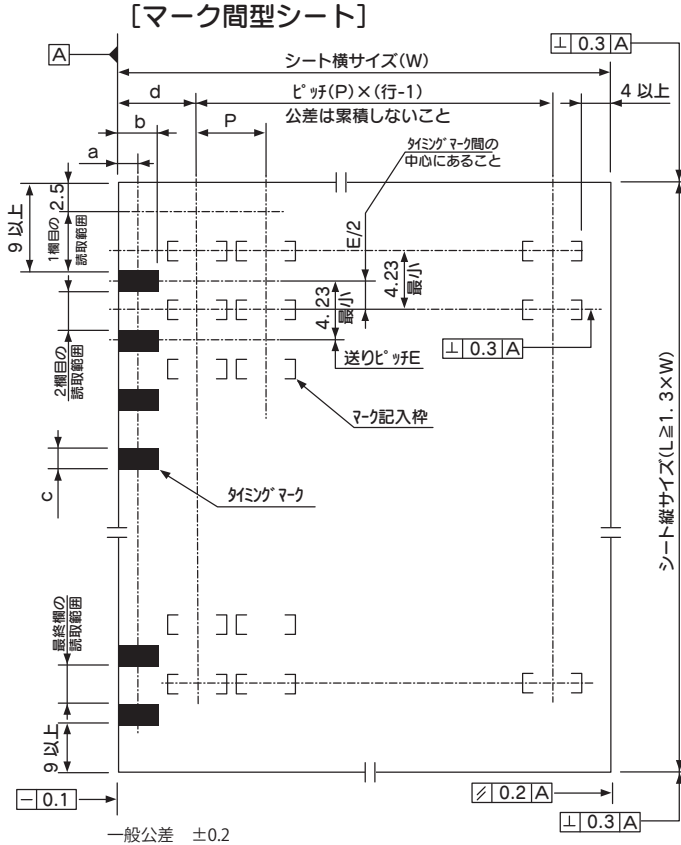 [マーク間型シート]
A
⊥ 0.3 A
シート横サイズ(W)
d
ピッチ(P)×(行-1)
4 以上
公差は累積しないこと
b
P
a
タイミングマーク間の
中心にあること
9 以上
2.5
1欄目の
読取範囲
E/2
4.23
最小
4.23
最小
2欄目の
読取範囲
送りピッチE
⊥ 0.3 A
マーク記入枠
c
タイミングマーク
シート縦サイズ(L≧1.3×W)
最終欄の
読取範囲
9 以上
− 0.1
⫽ 0.2 A
⊥ 0.3 A
一般公差 ±0.2